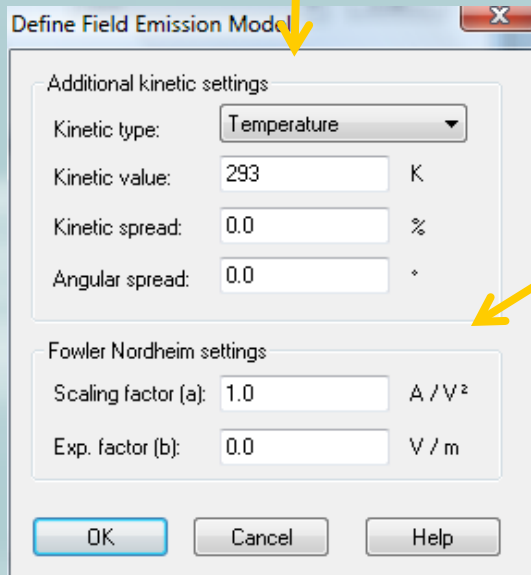 Define Field Emission Model
Additional kinetic settings
Kinetic type: Temperature
Kinetic value: 293 K
Kinetic spread: 0.0 %
Angular spread: 0.0 °
Fowler Nordheim settings
Scaling factor (a): 1.0 A / V²
Exp. factor (b): 0.0 V / m
OK Cancel Help